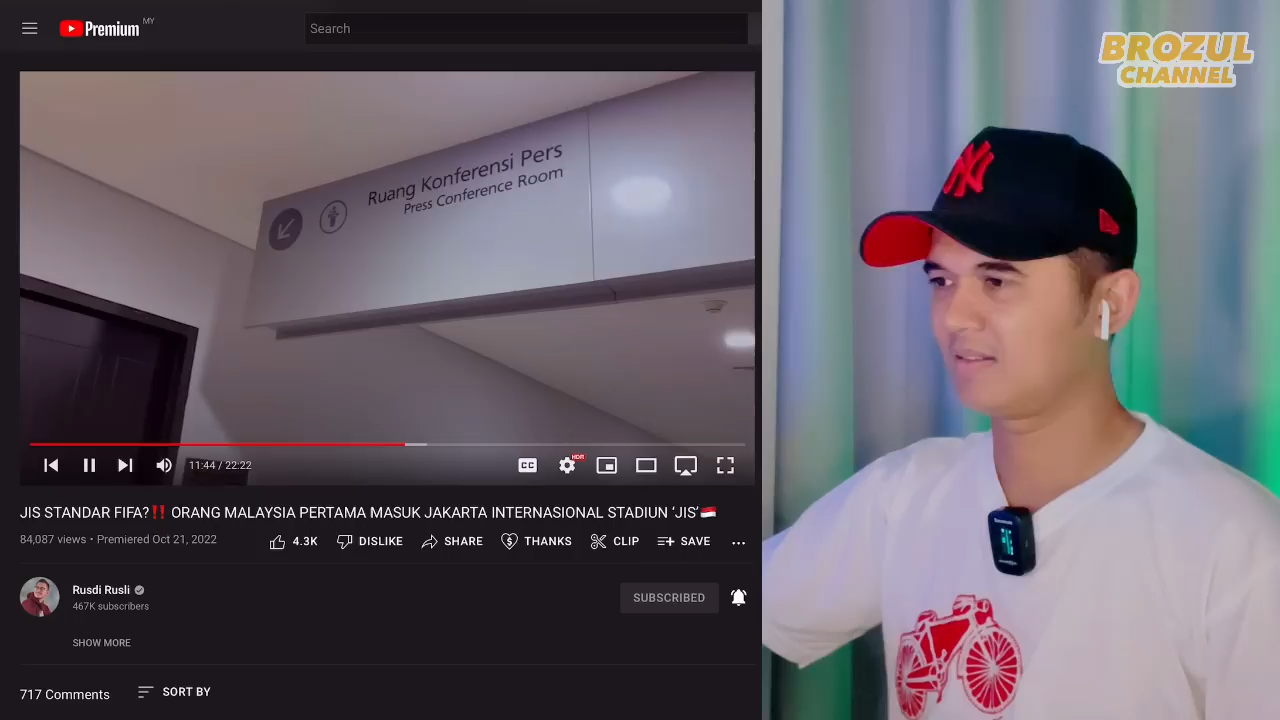 Premium MY
Search
BROZUL
CHANNEL
Ruang Konferensi Pers
Press Conference Room
NY
CC
HDR
11:44 / 22:22
JIS STANDAR FIFA?‼️ ORANG MALAYSIA PERTAMA MASUK JAKARTA INTERNASIONAL STADIUN ‘JIS’🇮🇩
84,087 views • Premiered Oct 21, 2022
4.3K DISLIKE SHARE THANKS CLIP SAVE ...
Rusdi Rusli
467K subscribers
SUBSCRIBED
SHOW MORE
717 Comments SORT BY